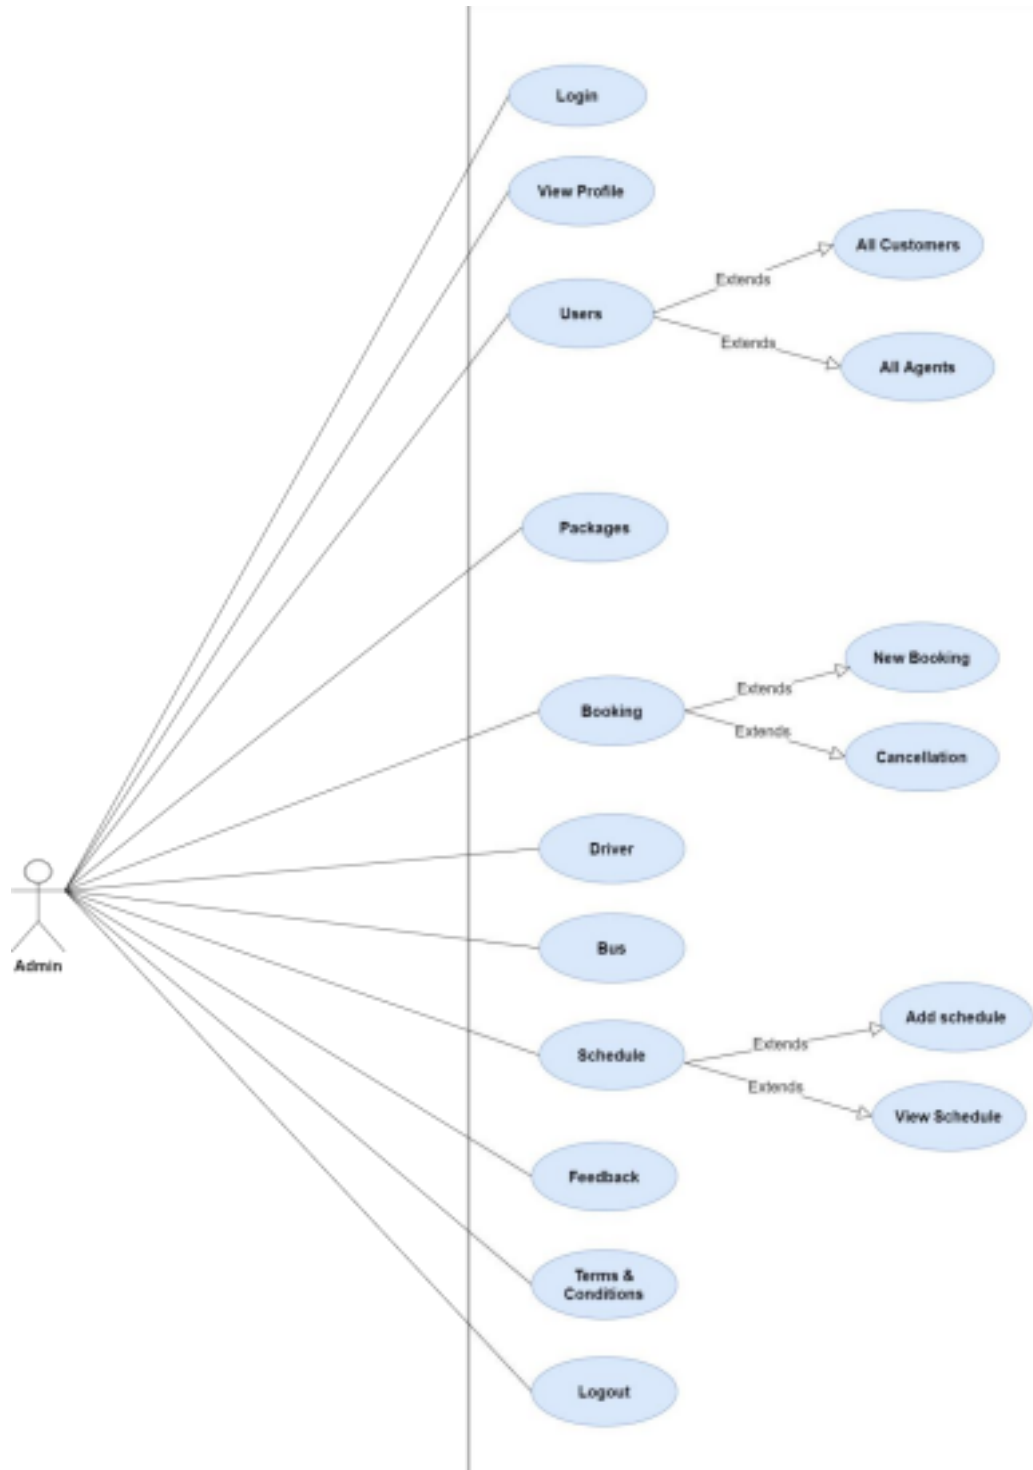 Login
View Profile
All Customers
Extends
Users
Extends
All Agents
Packages
New Booking
Extends
Booking
Extends
Cancellation
Driver
Admin
Bus
Add schedule
Extends
Schedule
Extends
View Schedule
Feedback
Terms &
Conditions
Logout